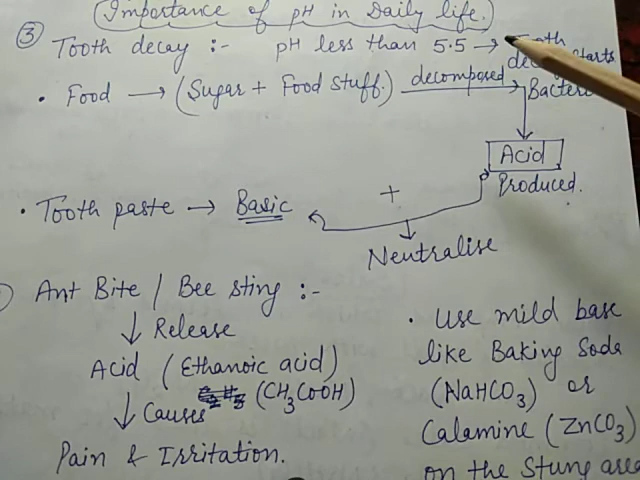 Importance of pH in Daily life.
③ Tooth decay :- pH less than 5.5 → Tooth
starts
• Food → (Sugar + Food Stuff) decomposed → Bacteri
Acid
Produced.
• Tooth paste → Basic +
Neutralise
Ant Bite / Bee sting :-
↓ Release
Acid (Ethanoic acid)
(CH₃COOH)
↓ Causes
Pain & Irritation.
• Use mild base
like Baking Soda
(NaHCO₃) or
Calamine (ZnCO₃)
on the Stung area